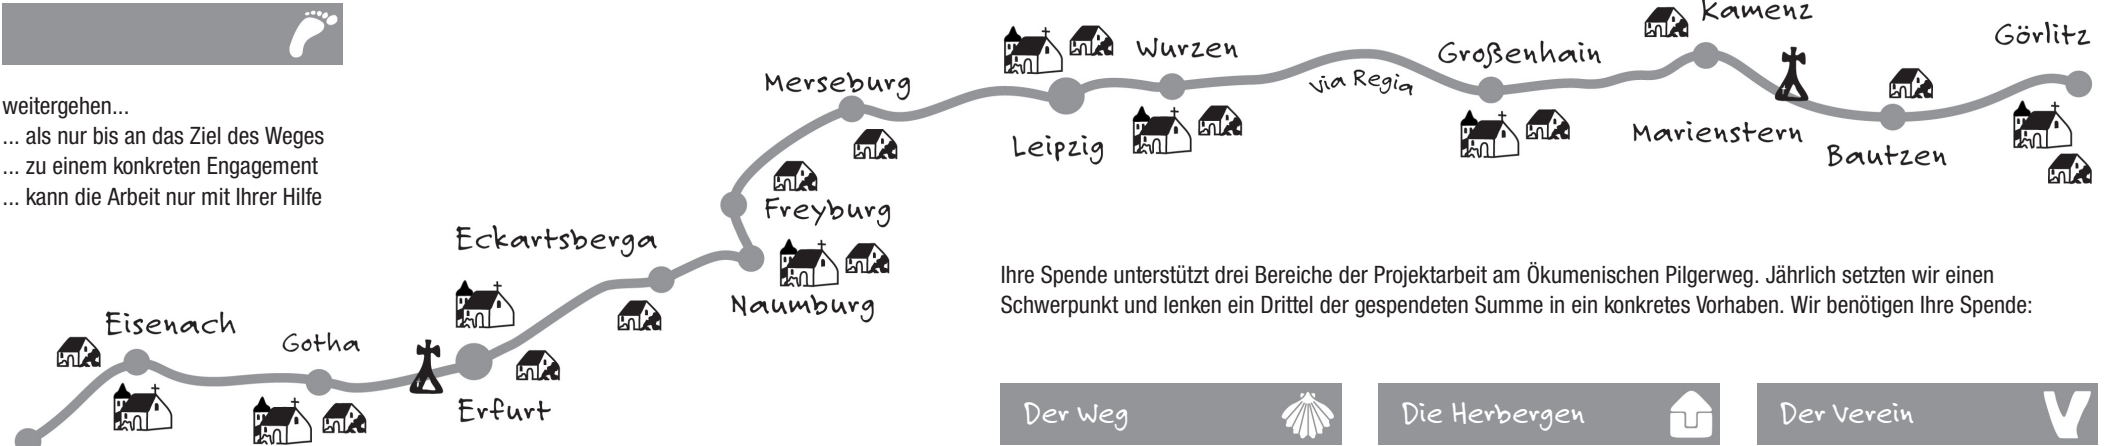 weitergehen...
... als nur bis an das Ziel des Weges
... zu einem konkreten Engagement
... kann die Arbeit nur mit Ihrer Hilfe
Eisenach
Gotha
Erfurt
Eckartsberga
Naumburg
Freyburg
Merseburg
Leipzig
Wurzen
Via Regia
Großenhain
Kamenz
Marienstern
Bautzen
Görlitz
Ihre Spende unterstützt drei Bereiche der Projektarbeit am Ökumenischen Pilgerweg. Jährlich setzten wir einen
Schwerpunkt und lenken ein Drittel der gespendeten Summe in ein konkretes Vorhaben. Wir benötigen Ihre Spende:
Der Weg
Die Herbergen
Der Verein